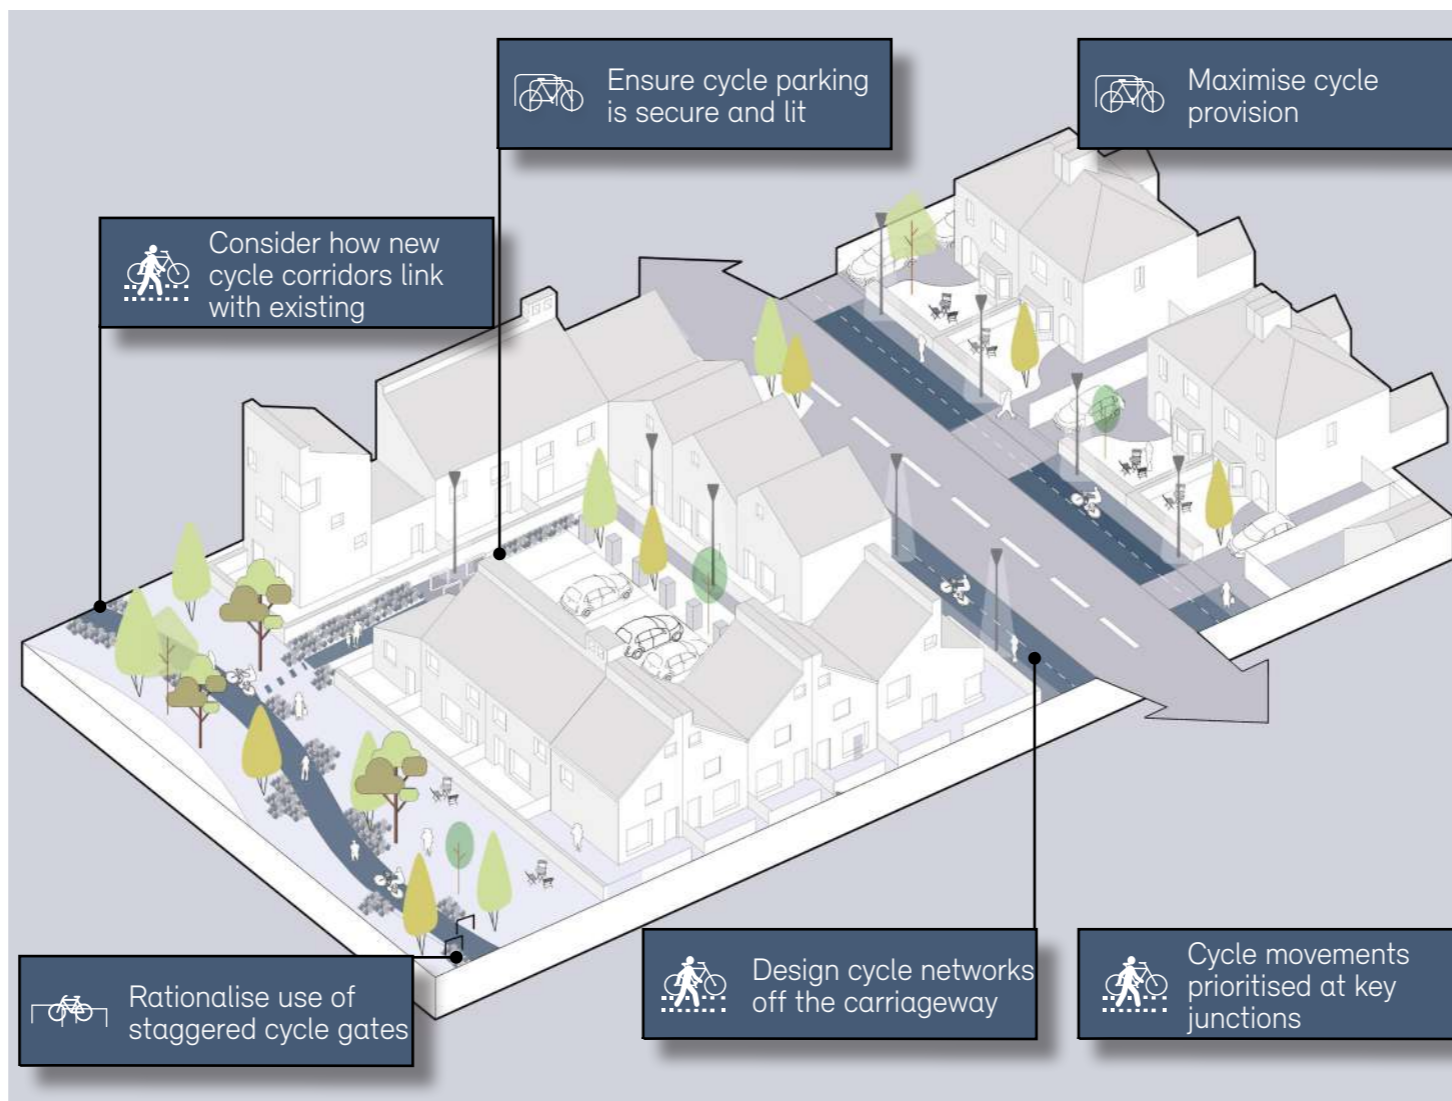 Ensure cycle parking
is secure and lit
Maximise cycle
provision
Consider how new
cycle corridors link
with existing
Rationalise use of
staggered cycle gates
Design cycle networks
off the carriageway
Cycle movements
prioritised at key
junctions